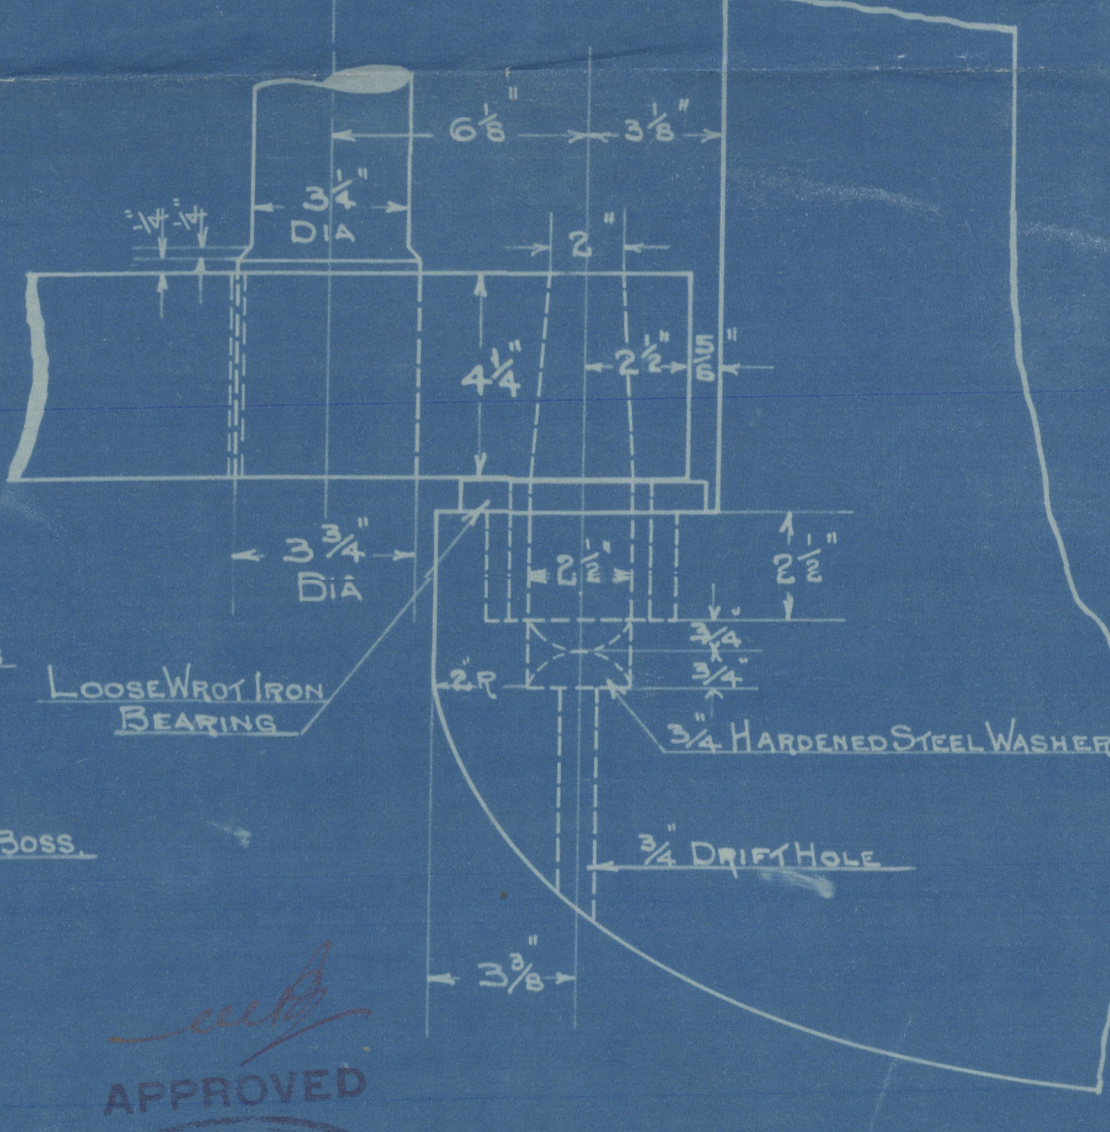 6 1/8"
3 1/8"
3 1/4"
DIA
1/4" 1/4"
2"
4 1/4"
2 1/2"
5/6"
3 3/4"
DIA
2 1/2"
2 1/2"
3/4"
3/4"
2"R
LOOSE WROT IRON
BEARING
3/4" HARDENED STEEL WASHER
BOSS.
3/4" DRIFT HOLE
3 3/8"
APPROVED